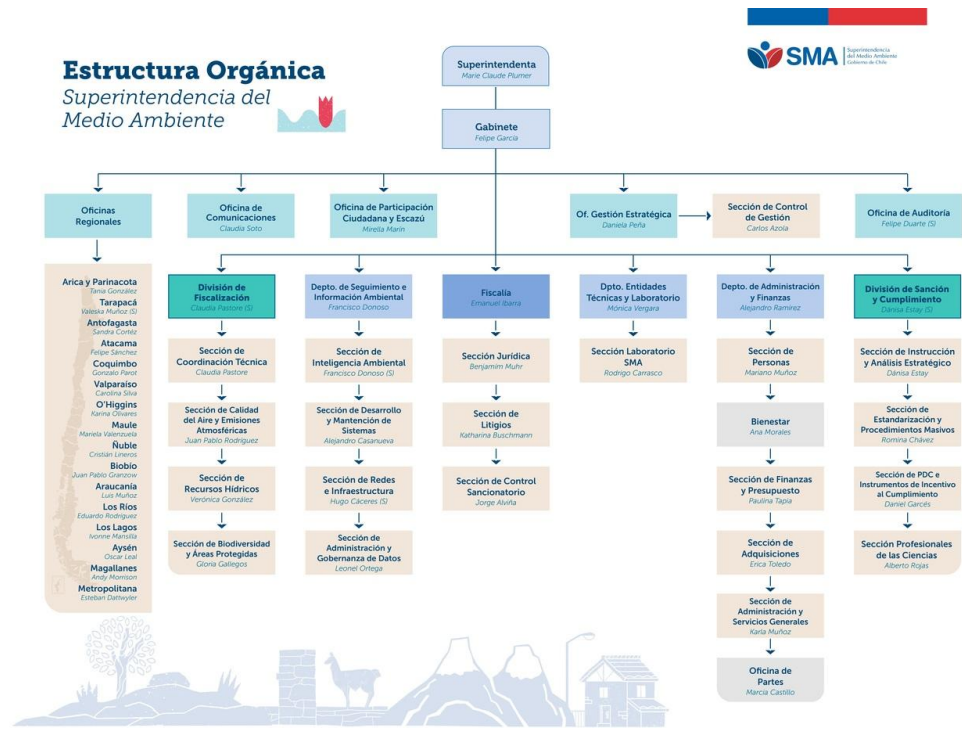 Estructura Orgánica
Superintendencia del
Medio Ambiente
SMA
Superintendencia
del Medio Ambiente
Gobierno de Chile
Superintendenta
Marie Claude Plumer
Gabinete
Felipe García
Oficinas
Regionales
Oficina de
Comunicaciones
Claudia Soto
Oficina de Participación
Ciudadana y Escazú
Mirella Marín
Of. Gestión Estratégica
Daniela Peña
Sección de Control
de Gestión
Carlos Azola
Oficina de Auditoría
Felipe Duarte (S)
Arica y Parinacota
Tania González
Tarapacá
Valeska Muñoz (S)
Antofagasta
Sandra Cortéz
Atacama
Felipe Sánchez
Coquimbo
Gonzalo Parot
Valparaíso
Carolina Silva
O'Higgins
Karina Olivares
Maule
Mariela Valenzuela
Ñuble
Cristián Lineros
Biobío
Juan Pablo Granzow
Araucanía
Luis Muñoz
Los Ríos
Eduardo Rodríguez
Los Lagos
Ivonne Mansilla
Aysén
Oscar Leal
Magallanes
Andy Morrison
Metropolitana
Esteban Dattwyler
División de
Fiscalización
Claudia Pastore (S)
Sección de
Coordinación Técnica
Claudia Pastore
Sección de Calidad
del Aire y Emisiones
Atmosféricas
Juan Pablo Rodríguez
Sección de
Recursos Hídricos
Verónica González
Sección de Biodiversidad
y Áreas Protegidas
Gloria Gallegos
Depto. de Seguimiento e
Información Ambiental
Francisco Donoso
Sección de
Inteligencia Ambiental
Francisco Donoso (S)
Sección de Desarrollo
y Mantención de
Sistemas
Alejandro Casanueva
Sección de Redes
e Infraestructura
Hugo Cáceres (S)
Sección de
Administración y
Gobernanza de Datos
Leonel Ortega
Fiscalía
Emanuel Ibarra
Sección Jurídica
Benjamím Muhr
Sección de
Litigios
Katharina Buschmann
Sección de Control
Sancionatorio
Jorge Alviña
Dpto. Entidades
Técnicas y Laboratorio
Mónica Vergara
Sección Laboratorio
SMA
Rodrigo Carrasco
Depto. de Administración
y Finanzas
Alejandro Ramírez
Sección de
Personas
Mariano Muñoz
Bienestar
Ana Morales
Sección de Finanzas
y Presupuesto
Paulina Tapia
Sección de
Adquisiciones
Erica Toledo
Sección de
Administración y
Servicios Generales
Karla Muñoz
Oficina de
Partes
Marcia Castillo
División de Sanción
y Cumplimiento
Dánisa Estay (S)
Sección de Instrucción
y Análisis Estratégico
Dánisa Estay
Sección de
Estandarización y
Procedimientos Masivos
Romina Chávez
Sección de PDC e
Instrumentos de Incentivo
al Cumplimiento
Daniel Garcés
Sección Profesionales
de las Ciencias
Alberto Rojas